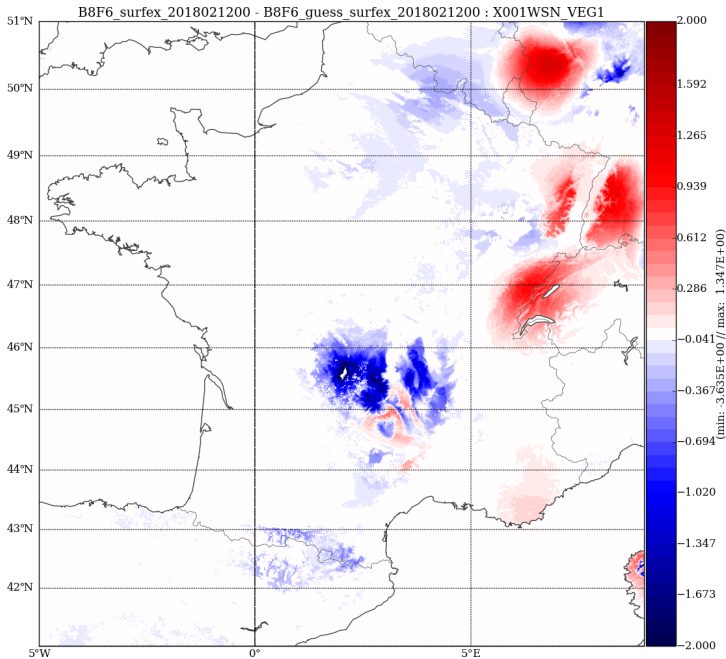 B8F6_surfex_2018021200 - B8F6_guess_surfex_2018021200 : X001WSN_VEG1
51°N
50°N
49°N
48°N
47°N
46°N
45°N
44°N
43°N
42°N
5°W
0°
5°E
2.000
1.592
1.265
0.939
0.612
0.286
-0.041
-0.367
-0.694
-1.020
-1.347
-1.673
-2.000
(min: -3.635E+00 // max: 1.347E+00)